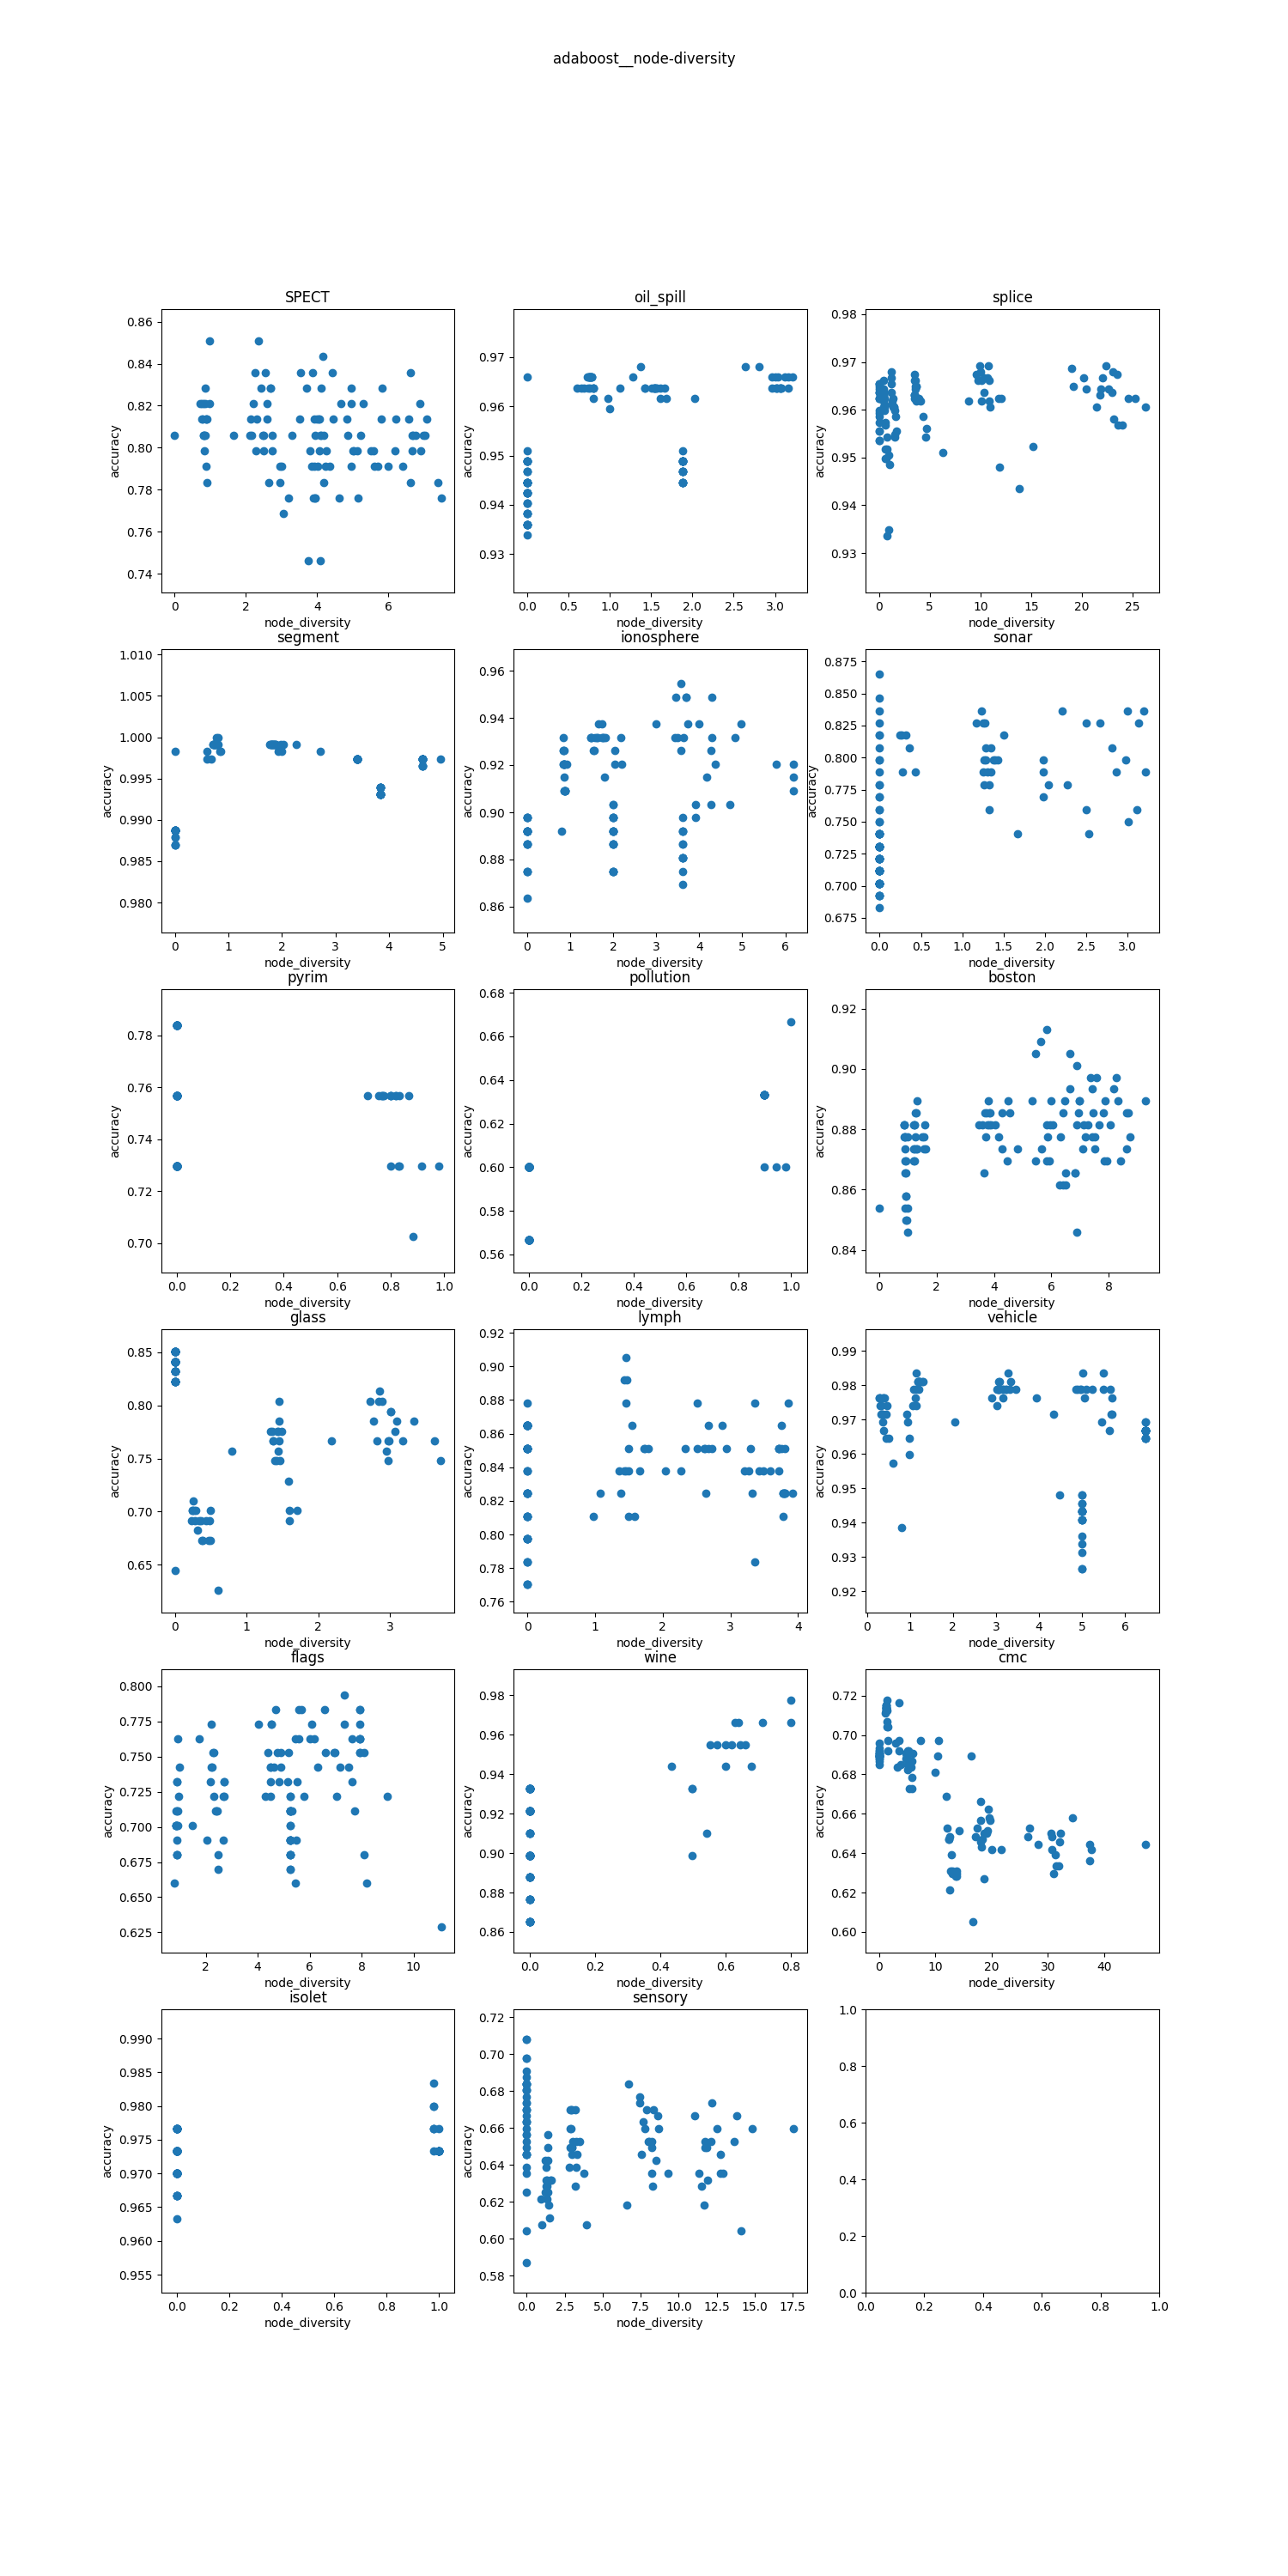 adaboost__node-diversity
SPECT
0.86
0.84
0.82
0.80
0.78
0.76
0.74
accuracy
0 2 4 6
node_diversity
oil_spill
0.97
0.96
0.95
0.94
0.93
accuracy
0.0 0.5 1.0 1.5 2.0 2.5 3.0
node_diversity
splice
0.98
0.97
0.96
0.95
0.94
0.93
accuracy
0 5 10 15 20 25
node_diversity
segment
1.010
1.005
1.000
0.995
0.990
0.985
0.980
accuracy
0 1 2 3 4 5
node_diversity
ionosphere
0.96
0.94
0.92
0.90
0.88
0.86
accuracy
0 1 2 3 4 5 6
node_diversity
sonar
0.875
0.850
0.825
0.800
0.775
0.750
0.725
0.700
0.675
accuracy
0.0 0.5 1.0 1.5 2.0 2.5 3.0
node_diversity
pyrim
0.78
0.76
0.74
0.72
0.70
accuracy
0.0 0.2 0.4 0.6 0.8 1.0
node_diversity
pollution
0.68
0.66
0.64
0.62
0.60
0.58
0.56
accuracy
0.0 0.2 0.4 0.6 0.8 1.0
node_diversity
boston
0.92
0.90
0.88
0.86
0.84
accuracy
0 2 4 6 8
node_diversity
glass
0.85
0.80
0.75
0.70
0.65
accuracy
0 1 2 3
node_diversity
lymph
0.92
0.90
0.88
0.86
0.84
0.82
0.80
0.78
0.76
accuracy
0 1 2 3 4
node_diversity
vehicle
0.99
0.98
0.97
0.96
0.95
0.94
0.93
0.92
accuracy
0 1 2 3 4 5 6
node_diversity
flags
0.800
0.775
0.750
0.725
0.700
0.675
0.650
0.625
accuracy
2 4 6 8 10
node_diversity
wine
0.98
0.96
0.94
0.92
0.90
0.88
0.86
accuracy
0.0 0.2 0.4 0.6 0.8
node_diversity
cmc
0.72
0.70
0.68
0.66
0.64
0.62
0.60
accuracy
0 10 20 30 40
node_diversity
isolet
0.990
0.985
0.980
0.975
0.970
0.965
0.960
0.955
accuracy
0.0 0.2 0.4 0.6 0.8 1.0
node_diversity
sensory
0.72
0.70
0.68
0.66
0.64
0.62
0.60
0.58
accuracy
0.0 2.5 5.0 7.5 10.0 12.5 15.0 17.5
node_diversity
1.0
0.8
0.6
0.4
0.2
0.0
0.0 0.2 0.4 0.6 0.8 1.0